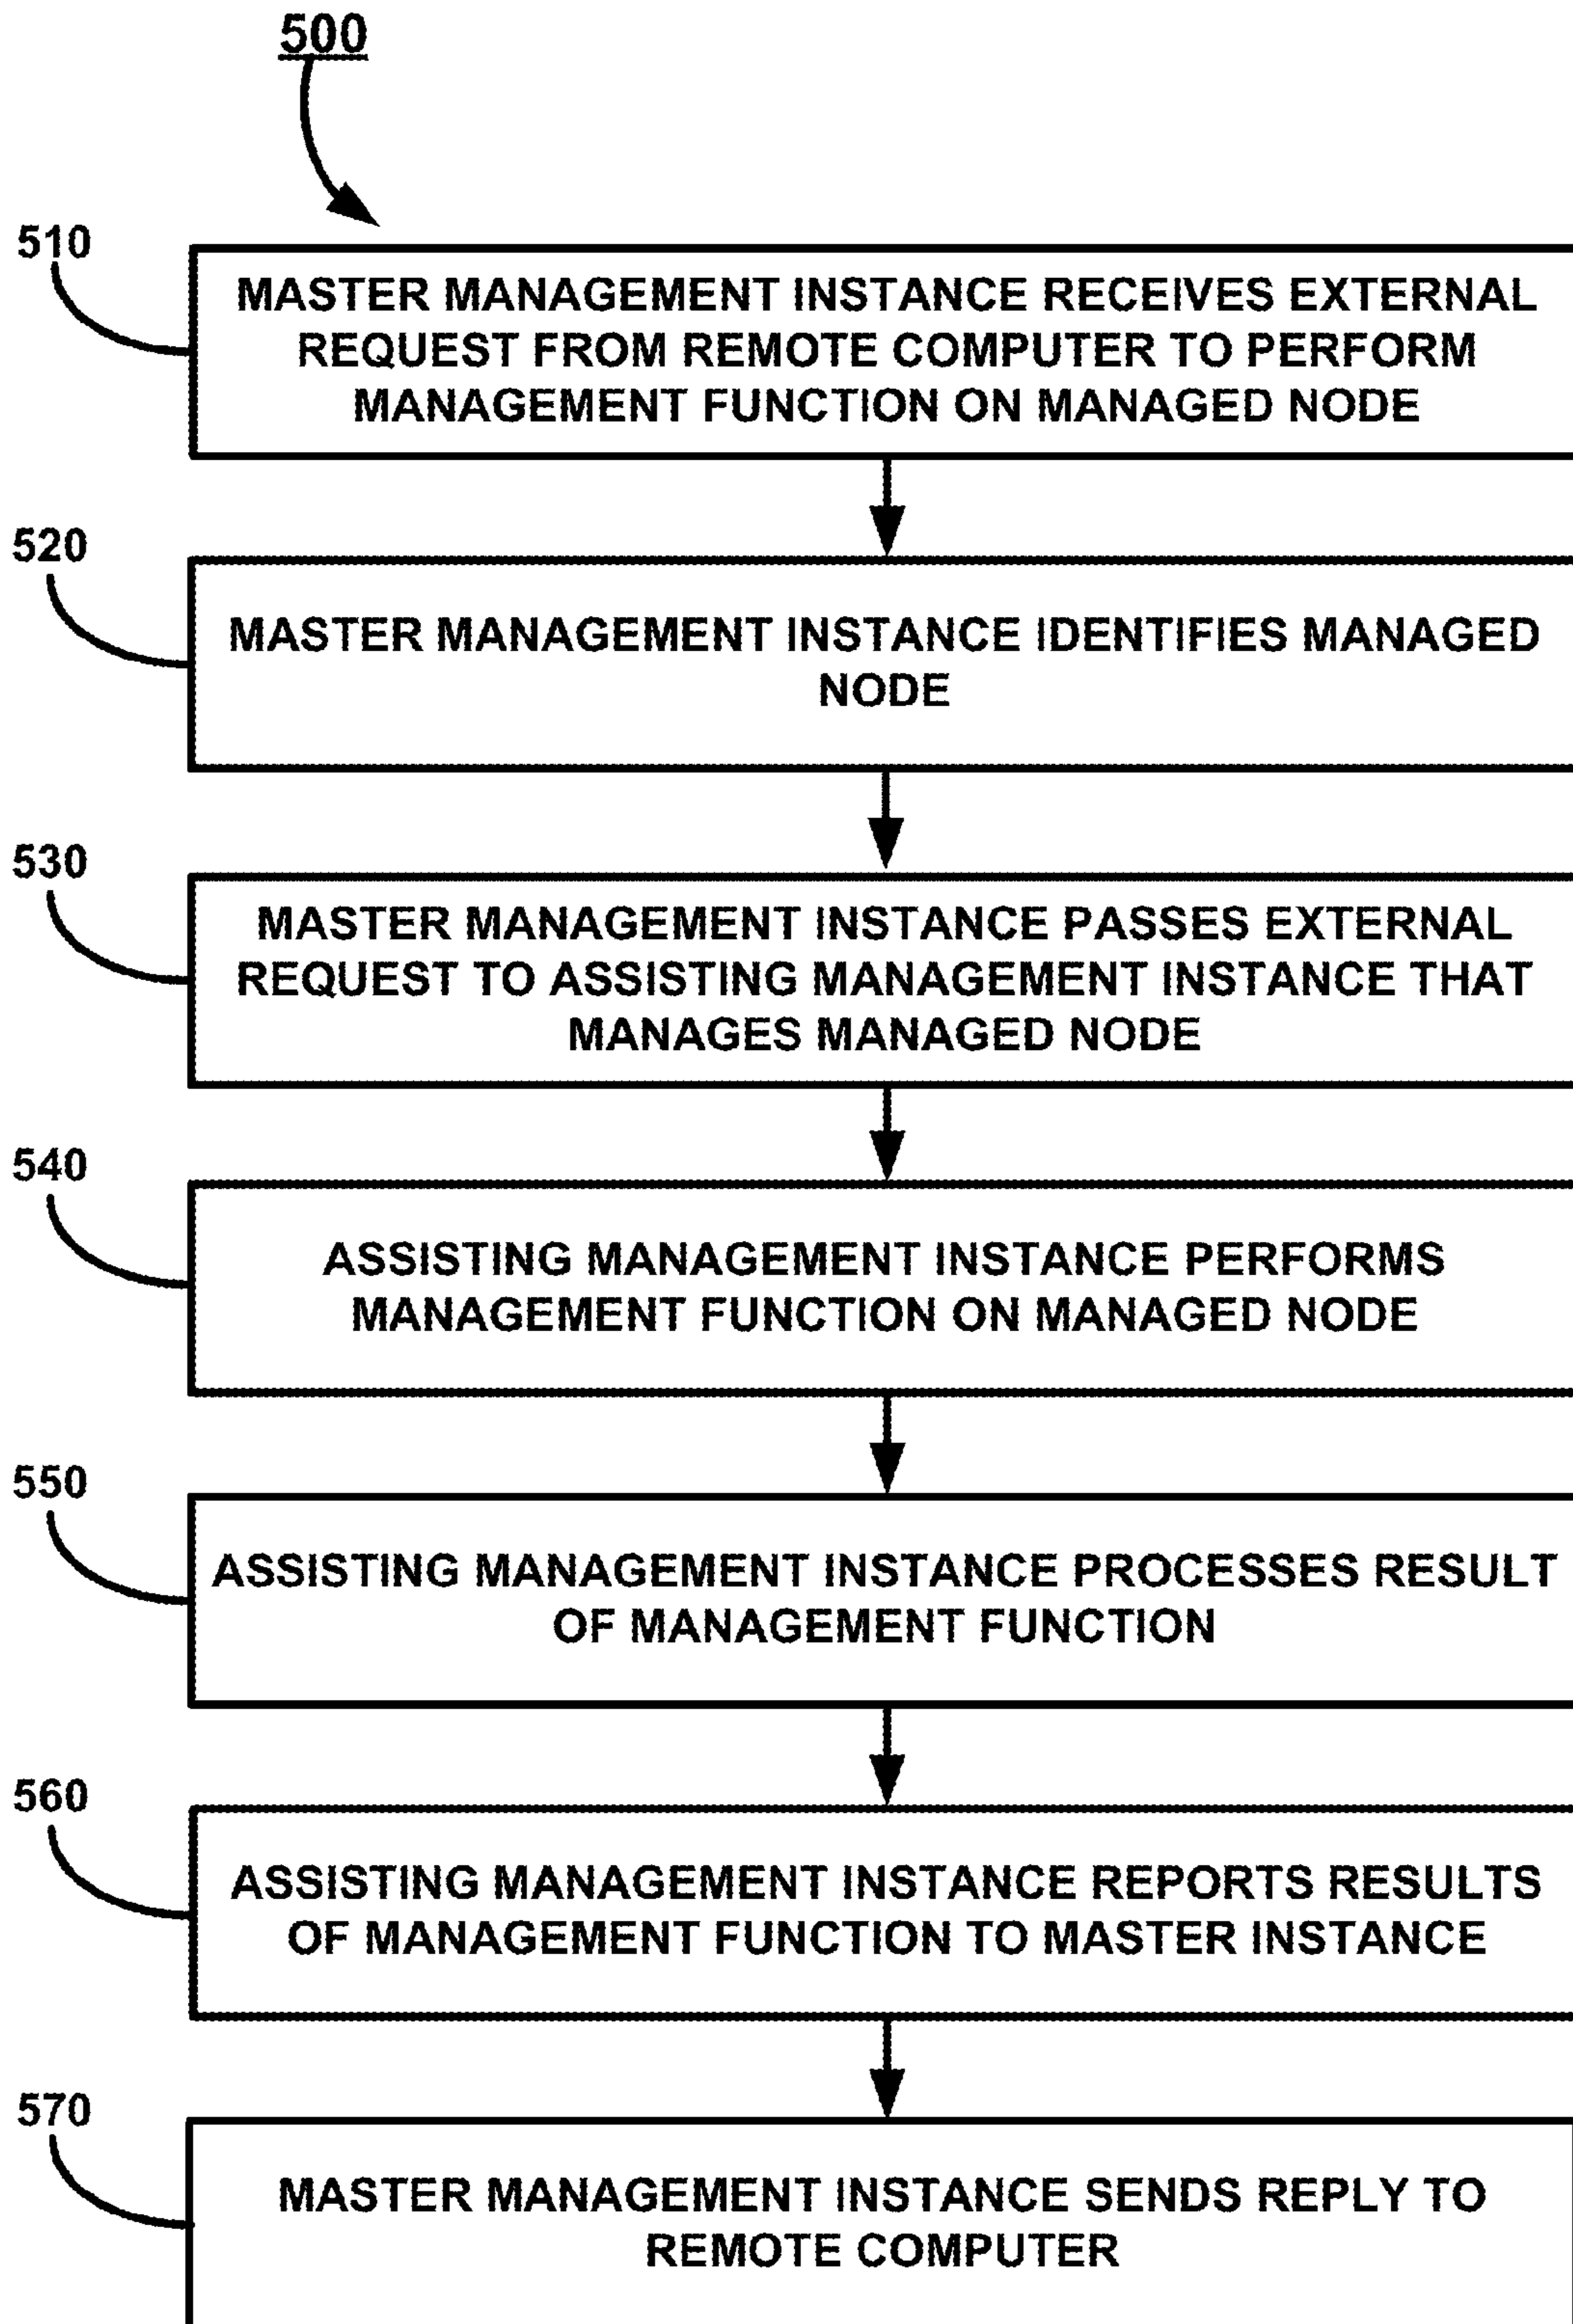 500
510
MASTER MANAGEMENT INSTANCE RECEIVES EXTERNAL
REQUEST FROM REMOTE COMPUTER TO PERFORM
MANAGEMENT FUNCTION ON MANAGED NODE
520
MASTER MANAGEMENT INSTANCE IDENTIFIES MANAGED
NODE
530
MASTER MANAGEMENT INSTANCE PASSES EXTERNAL
REQUEST TO ASSISTING MANAGEMENT INSTANCE THAT
MANAGES MANAGED NODE
540
ASSISTING MANAGEMENT INSTANCE PERFORMS
MANAGEMENT FUNCTION ON MANAGED NODE
550
ASSISTING MANAGEMENT INSTANCE PROCESSES RESULT
OF MANAGEMENT FUNCTION
560
ASSISTING MANAGEMENT INSTANCE REPORTS RESULTS
OF MANAGEMENT FUNCTION TO MASTER INSTANCE
570
MASTER MANAGEMENT INSTANCE SENDS REPLY TO
REMOTE COMPUTER